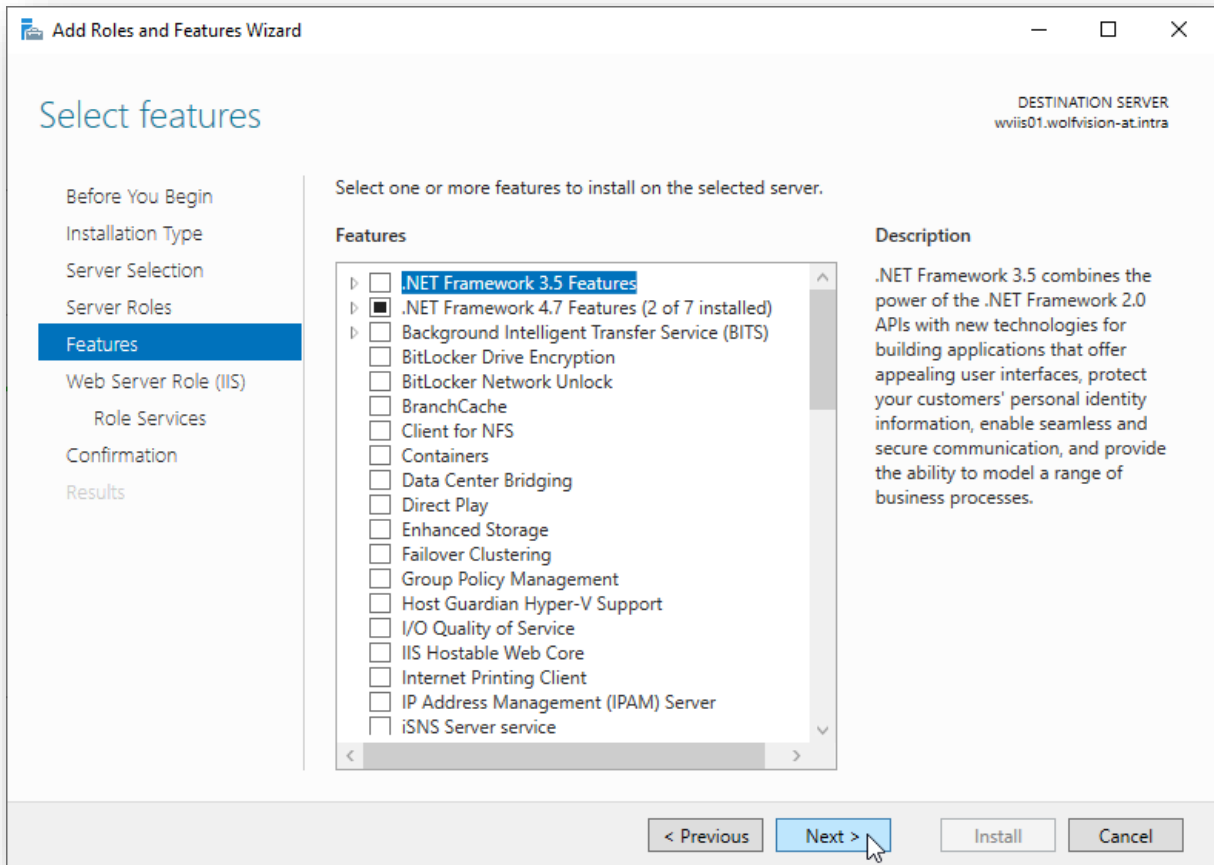 Add Roles and Features Wizard
Select features
DESTINATION SERVER
wviis01.wolfvision-at.intra
Before You Begin
Installation Type
Server Selection
Server Roles
Features
Web Server Role (IIS)
Role Services
Confirmation
Results
Select one or more features to install on the selected server.
Features
.NET Framework 3.5 Features
.NET Framework 4.7 Features (2 of 7 installed)
Background Intelligent Transfer Service (BITS)
BitLocker Drive Encryption
BitLocker Network Unlock
BranchCache
Client for NFS
Containers
Data Center Bridging
Direct Play
Enhanced Storage
Failover Clustering
Group Policy Management
Host Guardian Hyper-V Support
I/O Quality of Service
IIS Hostable Web Core
Internet Printing Client
IP Address Management (IPAM) Server
iSNS Server service
Description
.NET Framework 3.5 combines the
power of the .NET Framework 2.0
APIs with new technologies for
building applications that offer
appealing user interfaces, protect
your customers' personal identity
information, enable seamless and
secure communication, and provide
the ability to model a range of
business processes.
< Previous
Next >
Install
Cancel